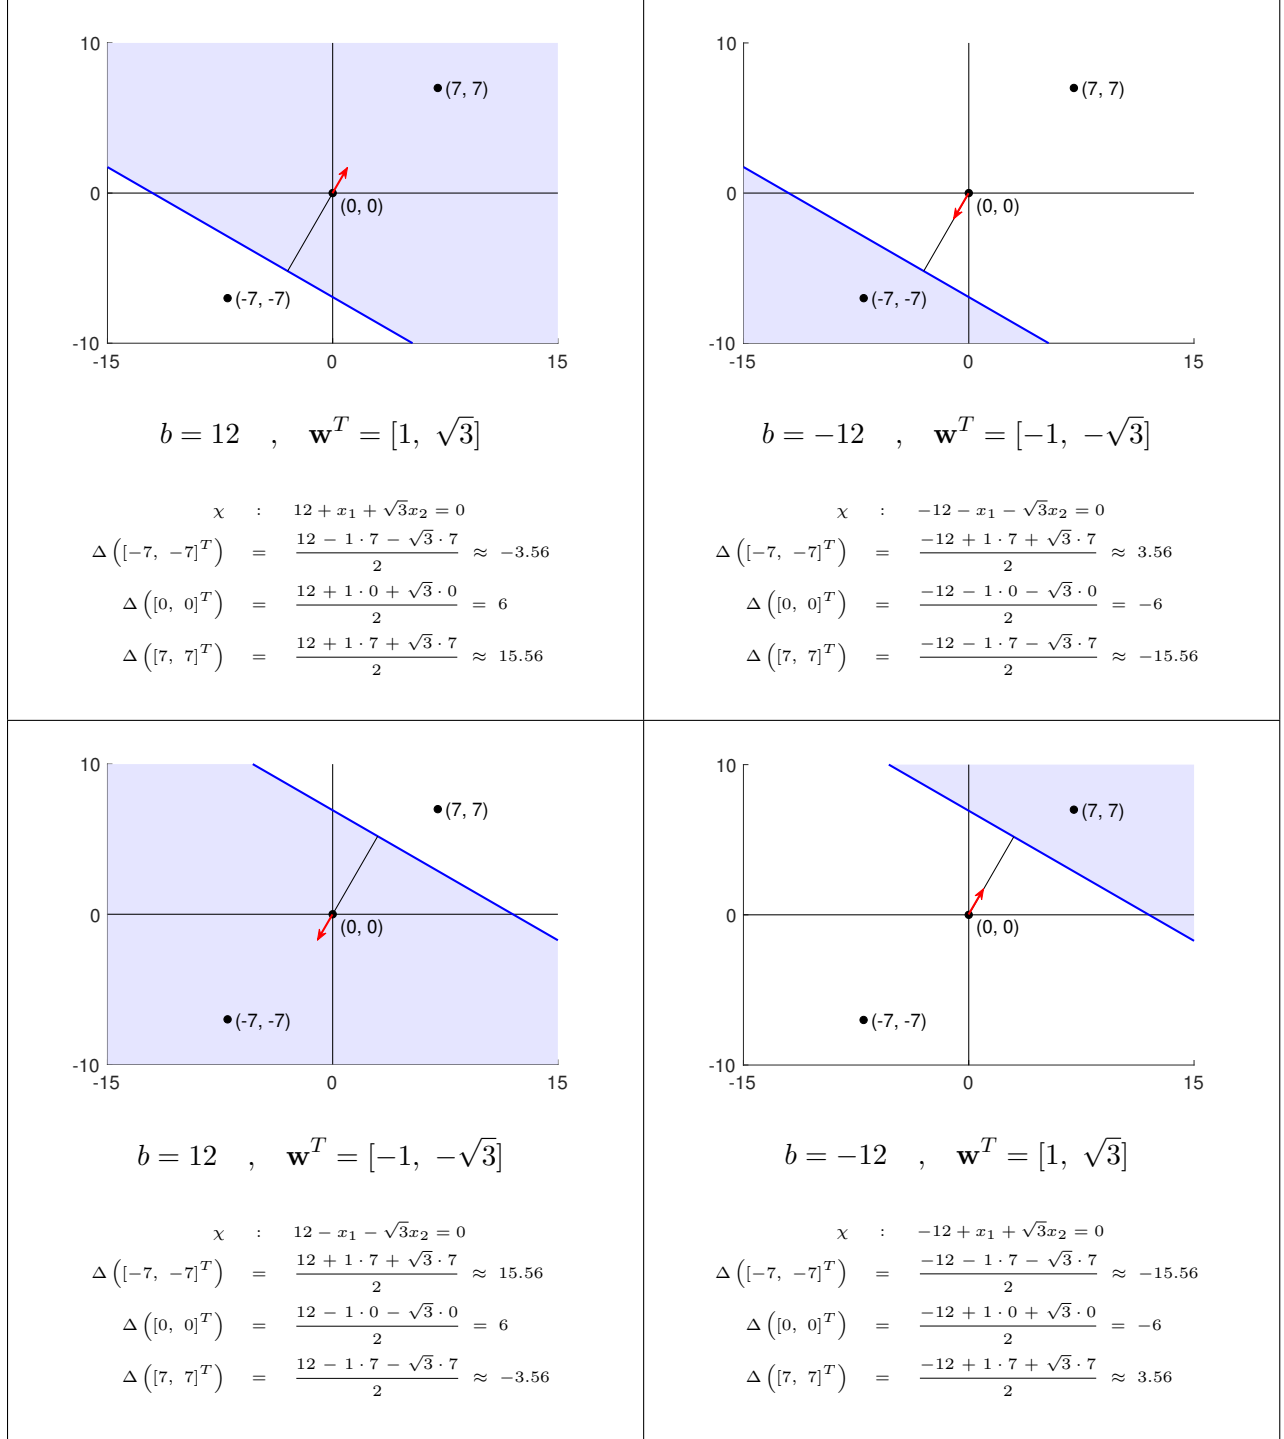 10
(7, 7)
0
(0, 0)
(-7, -7)
-10
-15 0 15
b = 12 , w^T = [1, √3]
χ : 12 + x₁ + √3x₂ = 0
Δ([−7, −7]^T) = (12 − 1 · 7 − √3 · 7)/2 ≈ −3.56
Δ([0, 0]^T) = (12 + 1 · 0 + √3 · 0)/2 = 6
Δ([7, 7]^T) = (12 + 1 · 7 + √3 · 7)/2 ≈ 15.56
10
(7, 7)
0
(0, 0)
(-7, -7)
-10
-15 0 15
b = −12 , w^T = [−1, −√3]
χ : −12 − x₁ − √3x₂ = 0
Δ([−7, −7]^T) = (−12 + 1 · 7 + √3 · 7)/2 ≈ 3.56
Δ([0, 0]^T) = (−12 − 1 · 0 − √3 · 0)/2 = −6
Δ([7, 7]^T) = (−12 − 1 · 7 − √3 · 7)/2 ≈ −15.56
10
(7, 7)
0
(0, 0)
(-7, -7)
-10
-15 0 15
b = 12 , w^T = [−1, −√3]
χ : 12 − x₁ − √3x₂ = 0
Δ([−7, −7]^T) = (12 + 1 · 7 + √3 · 7)/2 ≈ 15.56
Δ([0, 0]^T) = (12 − 1 · 0 − √3 · 0)/2 = 6
Δ([7, 7]^T) = (12 − 1 · 7 − √3 · 7)/2 ≈ −3.56
10
(7, 7)
0
(0, 0)
(-7, -7)
-10
-15 0 15
b = −12 , w^T = [1, √3]
χ : −12 + x₁ + √3x₂ = 0
Δ([−7, −7]^T) = (−12 − 1 · 7 − √3 · 7)/2 ≈ −15.56
Δ([0, 0]^T) = (−12 + 1 · 0 + √3 · 0)/2 = −6
Δ([7, 7]^T) = (−12 + 1 · 7 + √3 · 7)/2 ≈ 3.56